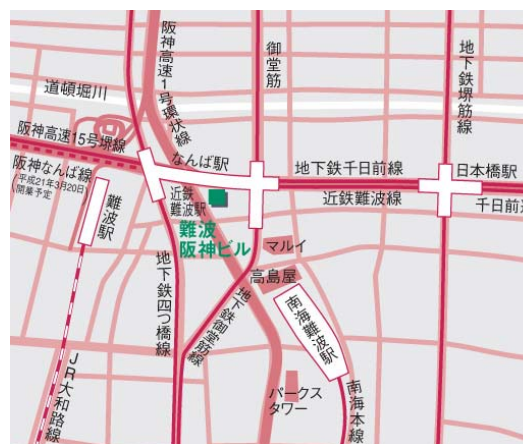 阪神高速1号環状線
御堂筋
地下鉄堺筋線
道頓堀川
阪神高速15号堺線
なんば駅
阪神なんば線
(平成21年3月20日
開業予定)
地下鉄千日前線
日本橋駅
近鉄難波線
千日前通
難波駅
近鉄
難波駅
難波
阪神ビル
マルイ
高島屋
地下鉄四つ橋線
地下鉄御堂筋線
南海難波駅
パークス
タワー
南海本線
JR大和路線